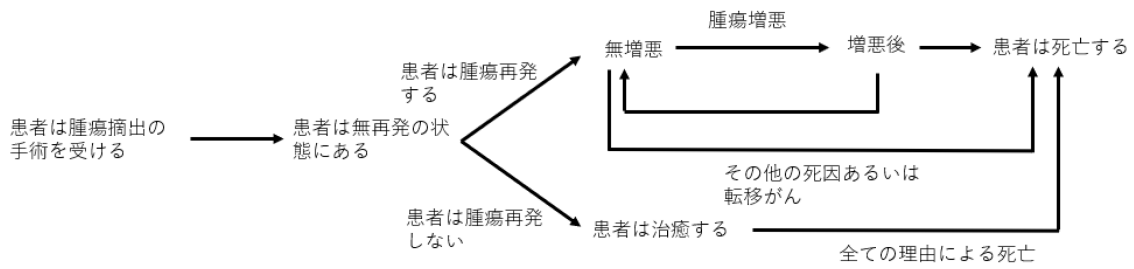 患者は腫瘍摘出の
手術を受ける
患者は無再発の状
態にある
患者は腫瘍再発
する
無増悪
腫瘍増悪
増悪後
患者は死亡する
その他の死因あるいは
転移がん
患者は腫瘍再発
しない
患者は治癒する
全ての理由による死亡